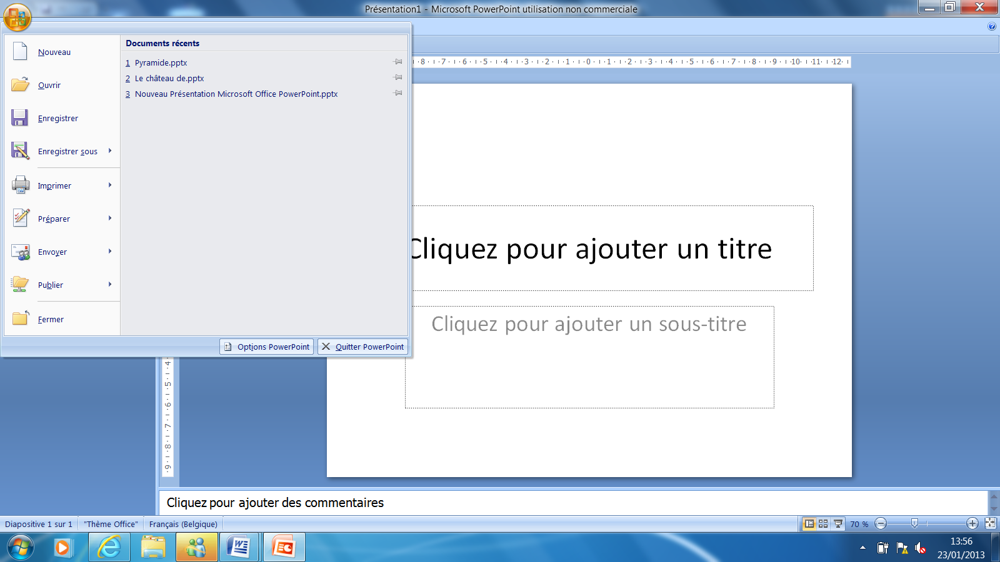 Présentation1 - Microsoft PowerPoint utilisation non commerciale
Nouveau
Ouvrir
Enregistrer
Enregistrer sous
Imprimer
Préparer
Envoyer
Publier
Fermer
Documents récents
1 Pyramide.pptx
2 Le château de.pptx
3 Nouveau Présentation Microsoft Office PowerPoint.pptx
Options PowerPoint
Quitter PowerPoint
8 7 6 5 4 3 2 1 0 1 2 3 4 5 6 7 8 9 10 11 12
Cliquez pour ajouter un titre
Cliquez pour ajouter un sous-titre
4 5 6 7 8 9
Cliquez pour ajouter des commentaires
Diapositive 1 sur 1 "Thème Office" Français (Belgique) 70 %
13:56
23/01/2013